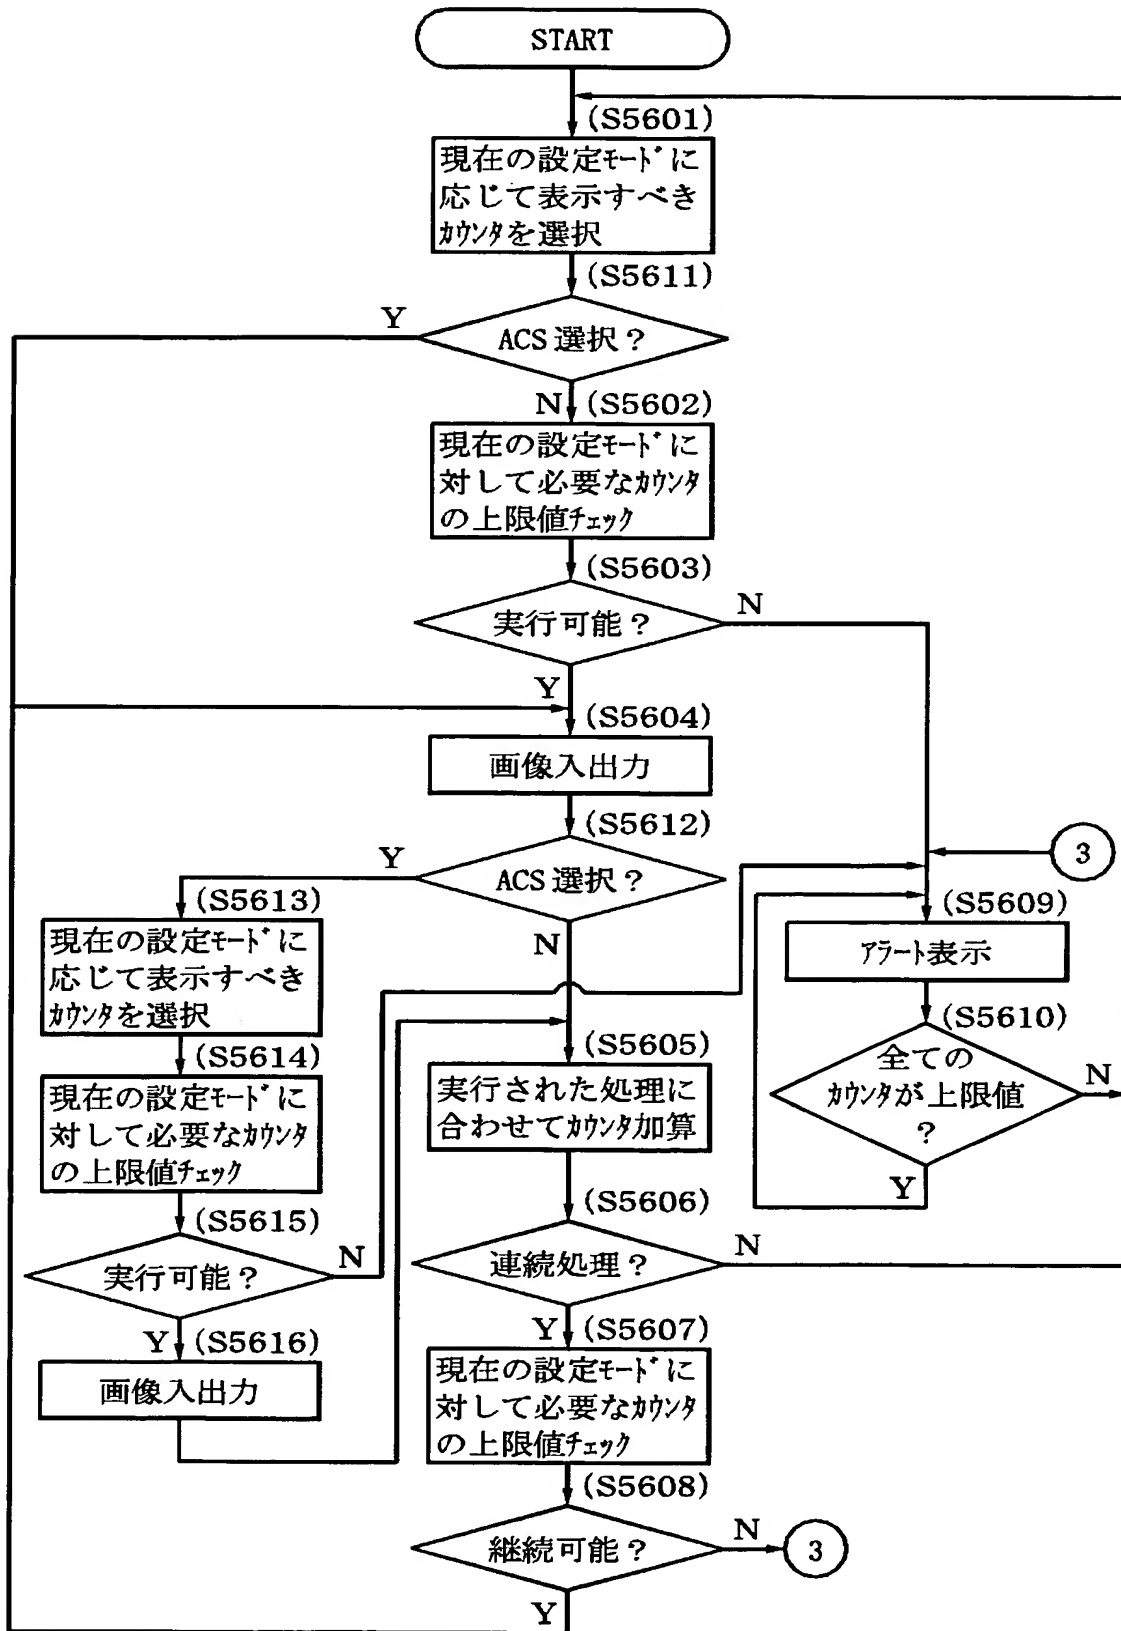 START
(S5601)
現在の設定ﾓｰﾄﾞに
応じて表示すべき
ｶｳﾝﾀを選択
(S5611)
Y
ACS選択？
N
(S5602)
現在の設定ﾓｰﾄﾞに
対して必要なｶｳﾝﾀ
の上限値ﾁｪｯｸ
(S5603)
実行可能？
N
Y
(S5604)
画像入出力
(S5612)
Y
ACS選択？
N
3
(S5613)
現在の設定ﾓｰﾄﾞに
応じて表示すべき
ｶｳﾝﾀを選択
(S5609)
ｱﾗｰﾄ表示
(S5610)
全ての
ｶｳﾝﾀが上限値
？
N
Y
(S5614)
現在の設定ﾓｰﾄﾞに
対して必要なｶｳﾝﾀ
の上限値ﾁｪｯｸ
(S5605)
実行された処理に
合わせてｶｳﾝﾀ加算
(S5615)
実行可能？
N
Y
(S5606)
連続処理？
N
Y
(S5616)
画像入出力
(S5607)
現在の設定ﾓｰﾄﾞに
対して必要なｶｳﾝﾀ
の上限値ﾁｪｯｸ
(S5608)
継続可能？
N
3
Y